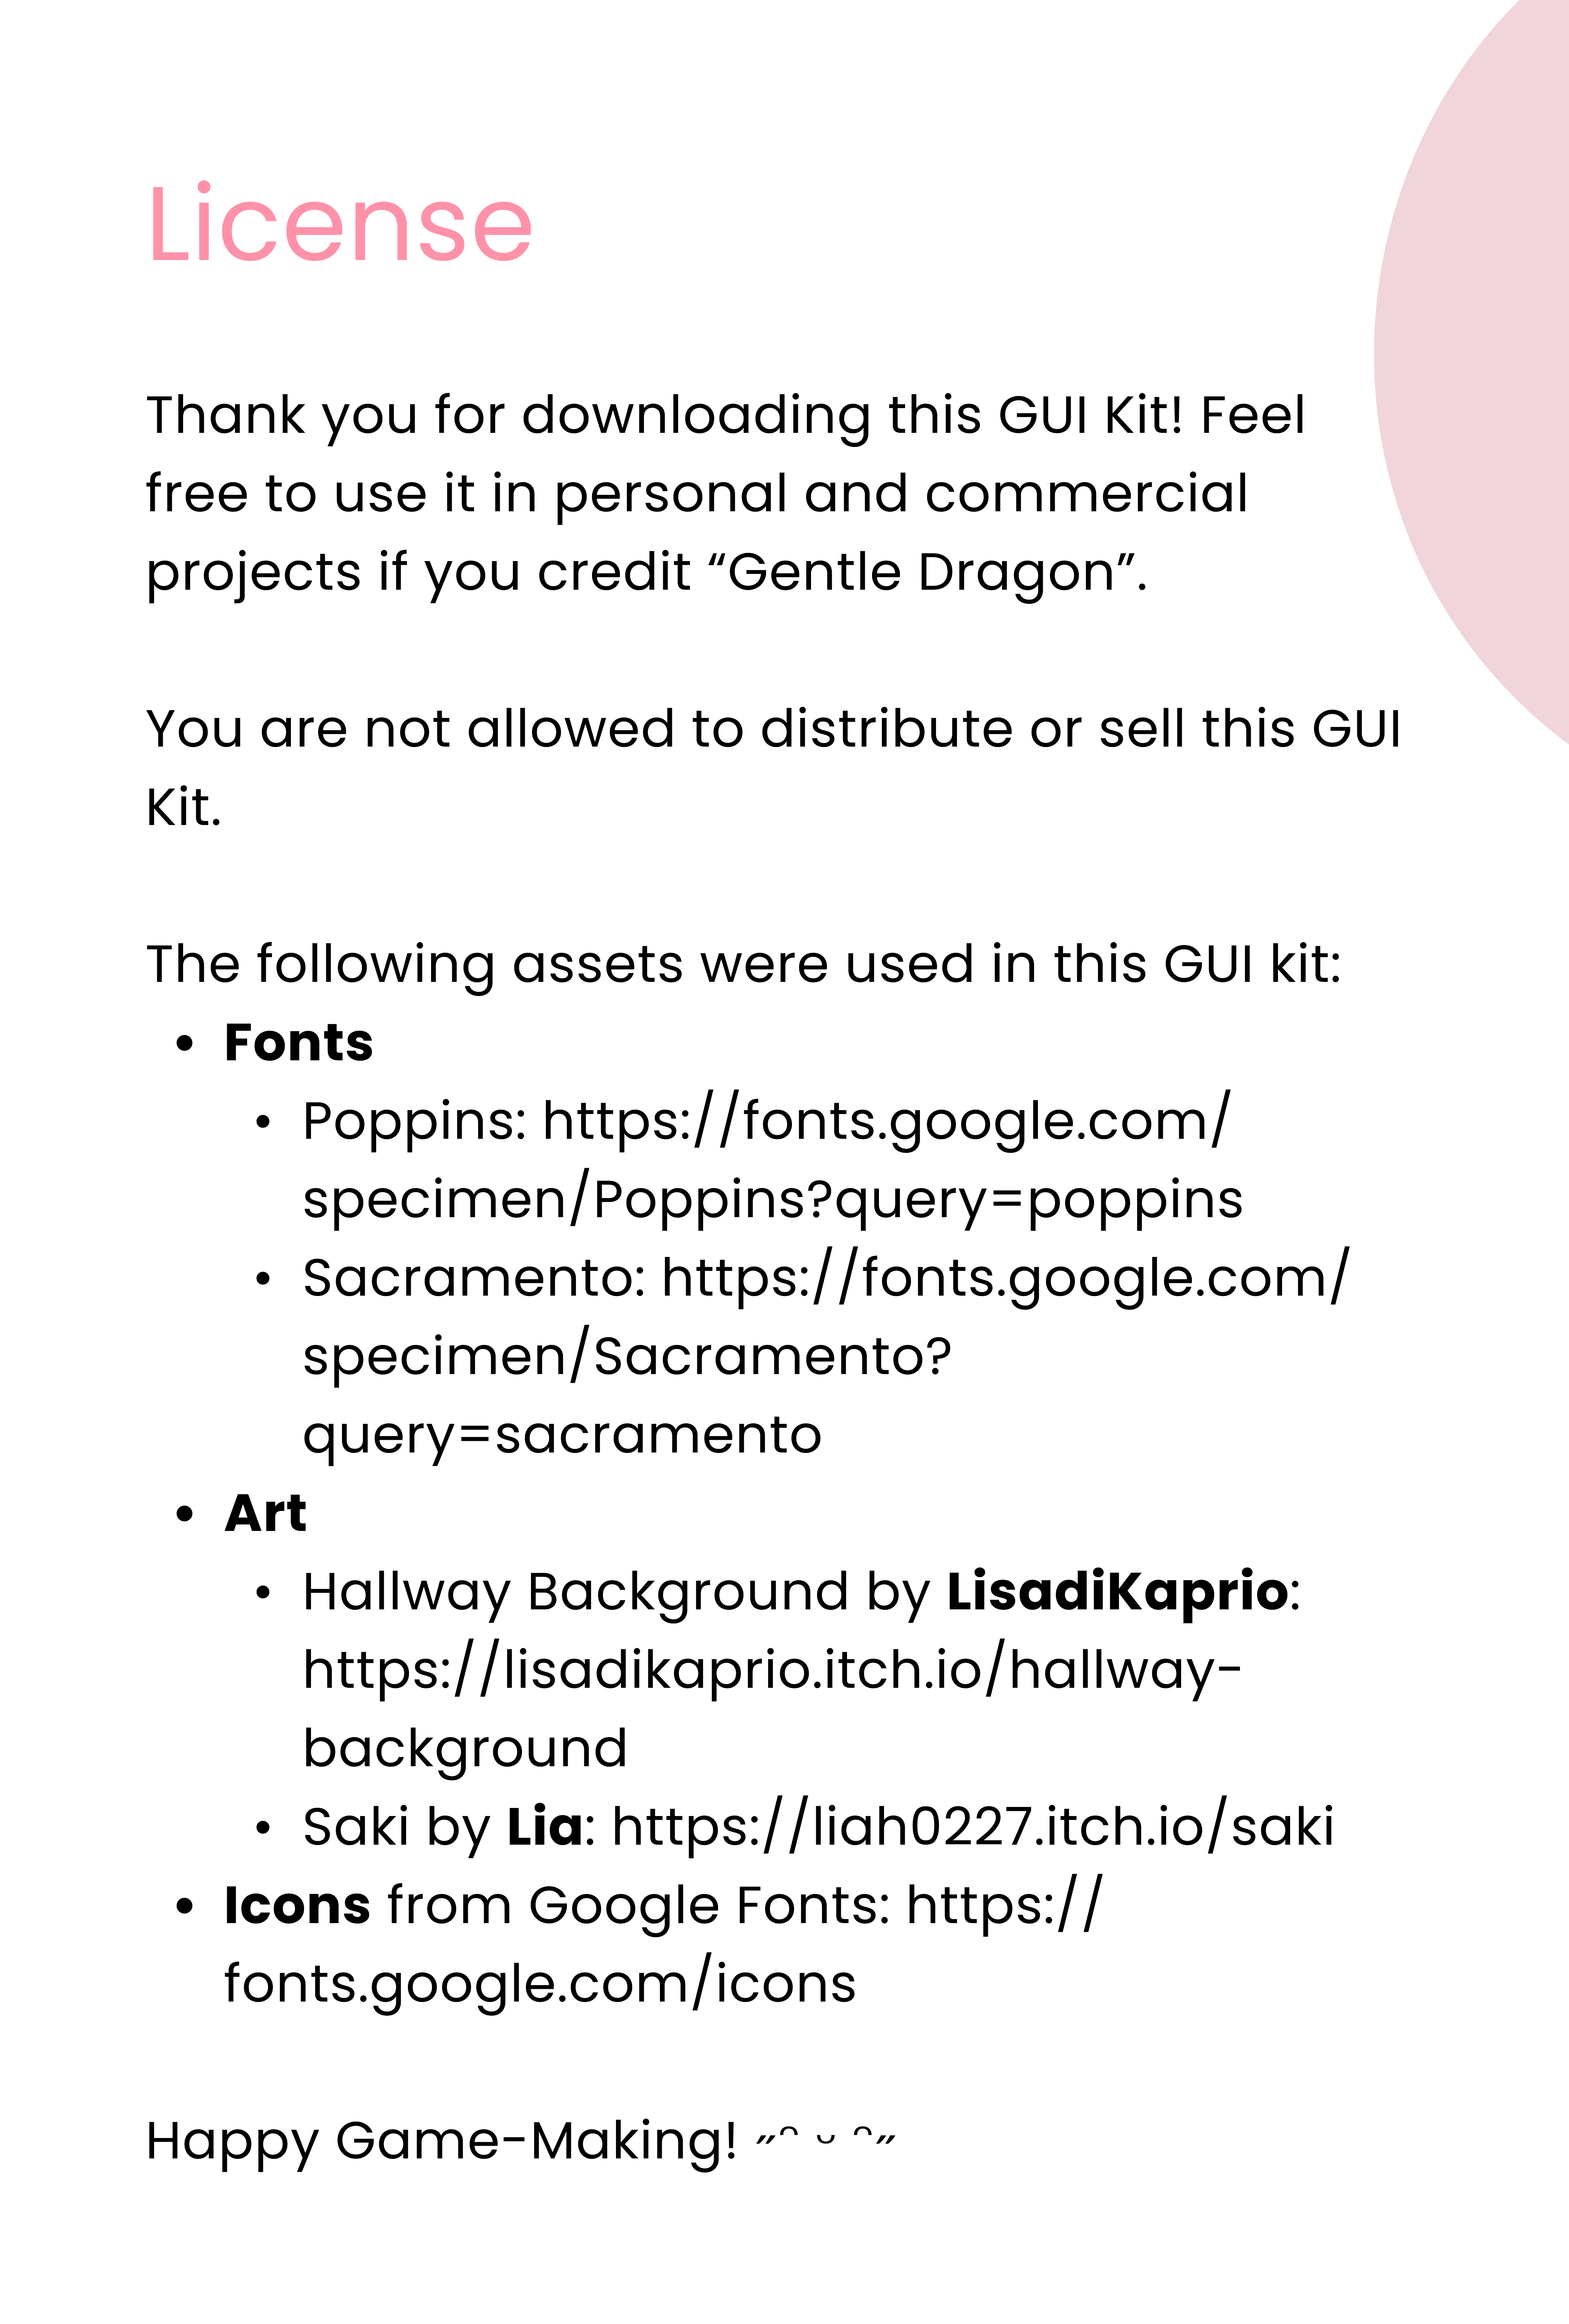 License
Thank you for downloading this GUI Kit! Feel
free to use it in personal and commercial
projects if you credit “Gentle Dragon”.
You are not allowed to distribute or sell this GUI
Kit.
The following assets were used in this GUI kit:
• Fonts
• Poppins: https://fonts.google.com/
specimen/Poppins?query=poppins
• Sacramento: https://fonts.google.com/
specimen/Sacramento?
query=sacramento
• Art
• Hallway Background by LisadiKaprio:
https://lisadikaprio.itch.io/hallway-
background
• Saki by Lia: https://liah0227.itch.io/saki
• Icons from Google Fonts: https://
fonts.google.com/icons
Happy Game-Making! ˶ᵔ ᵕ ᵔ˶